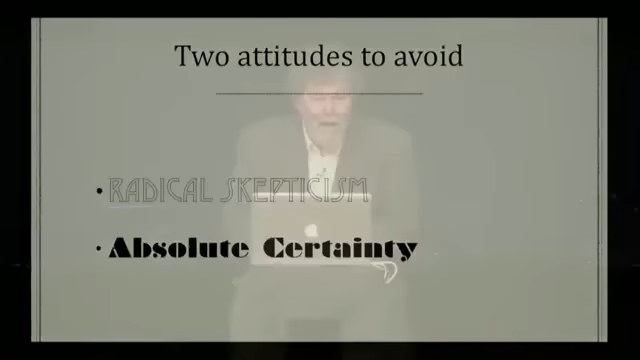 Two attitudes to avoid
• RADICAL SKEPTICISM
• Absolute Certainty